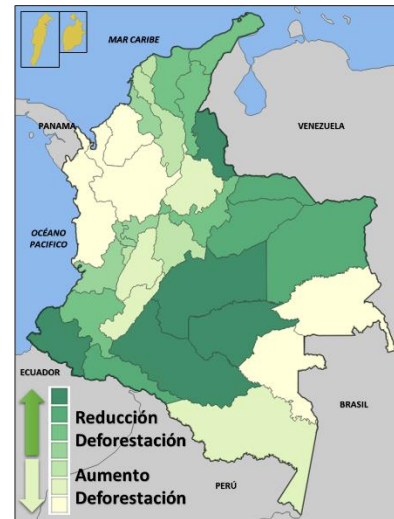 MAR CARIBE
PANAMA
VENEZUELA
OCÉANO
PACIFICO
ECUADOR
BRASIL
PERÚ
Reducción
Deforestación
Aumento
Deforestación